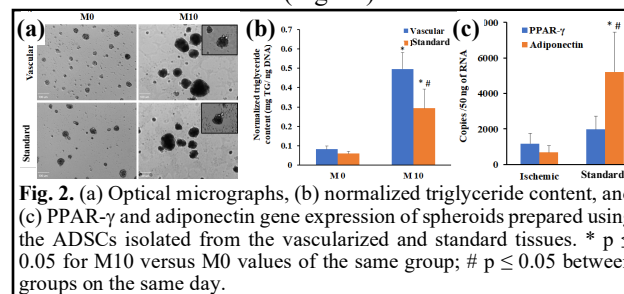 (a)
M0
M10
Vascular
Standard
(b)
Normalized triglyceride
content (mg TG/ ng DNA)
0.7
0.6
0.5
0.4
0.3
0.2
0.1
0
Vascular
Standard
*
* #
M 0
M 10
(c)
Copies /50 ng of RNA
6000
4000
2000
0
PPAR-γ
Adiponectin
* #
Ischemic
Standard
Fig. 2. (a) Optical micrographs, (b) normalized triglyceride content, and
(c) PPAR-γ and adiponectin gene expression of spheroids prepared using
the ADSCs isolated from the vascularized and standard tissues. * p ≤
0.05 for M10 versus M0 values of the same group; # p ≤ 0.05 between
groups on the same day.